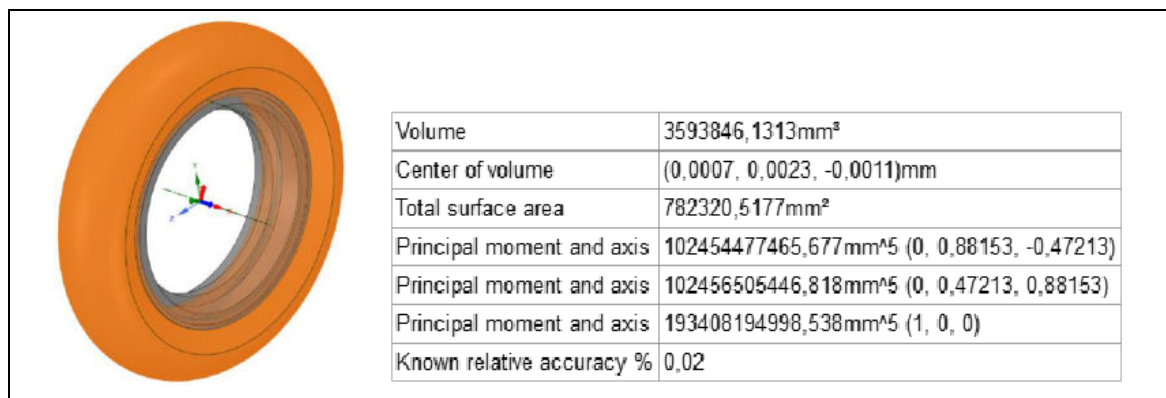 Volume 3593846,1313mm³
Center of volume (0,0007, 0,0023, -0,0011)mm
Total surface area 782320,5177mm²
Principal moment and axis 102454477465,677mm^5 (0, 0,88153, -0,47213)
Principal moment and axis 102456505446,818mm^5 (0, 0,47213, 0,88153)
Principal moment and axis 193408194998,538mm^5 (1, 0, 0)
Known relative accuracy % 0,02